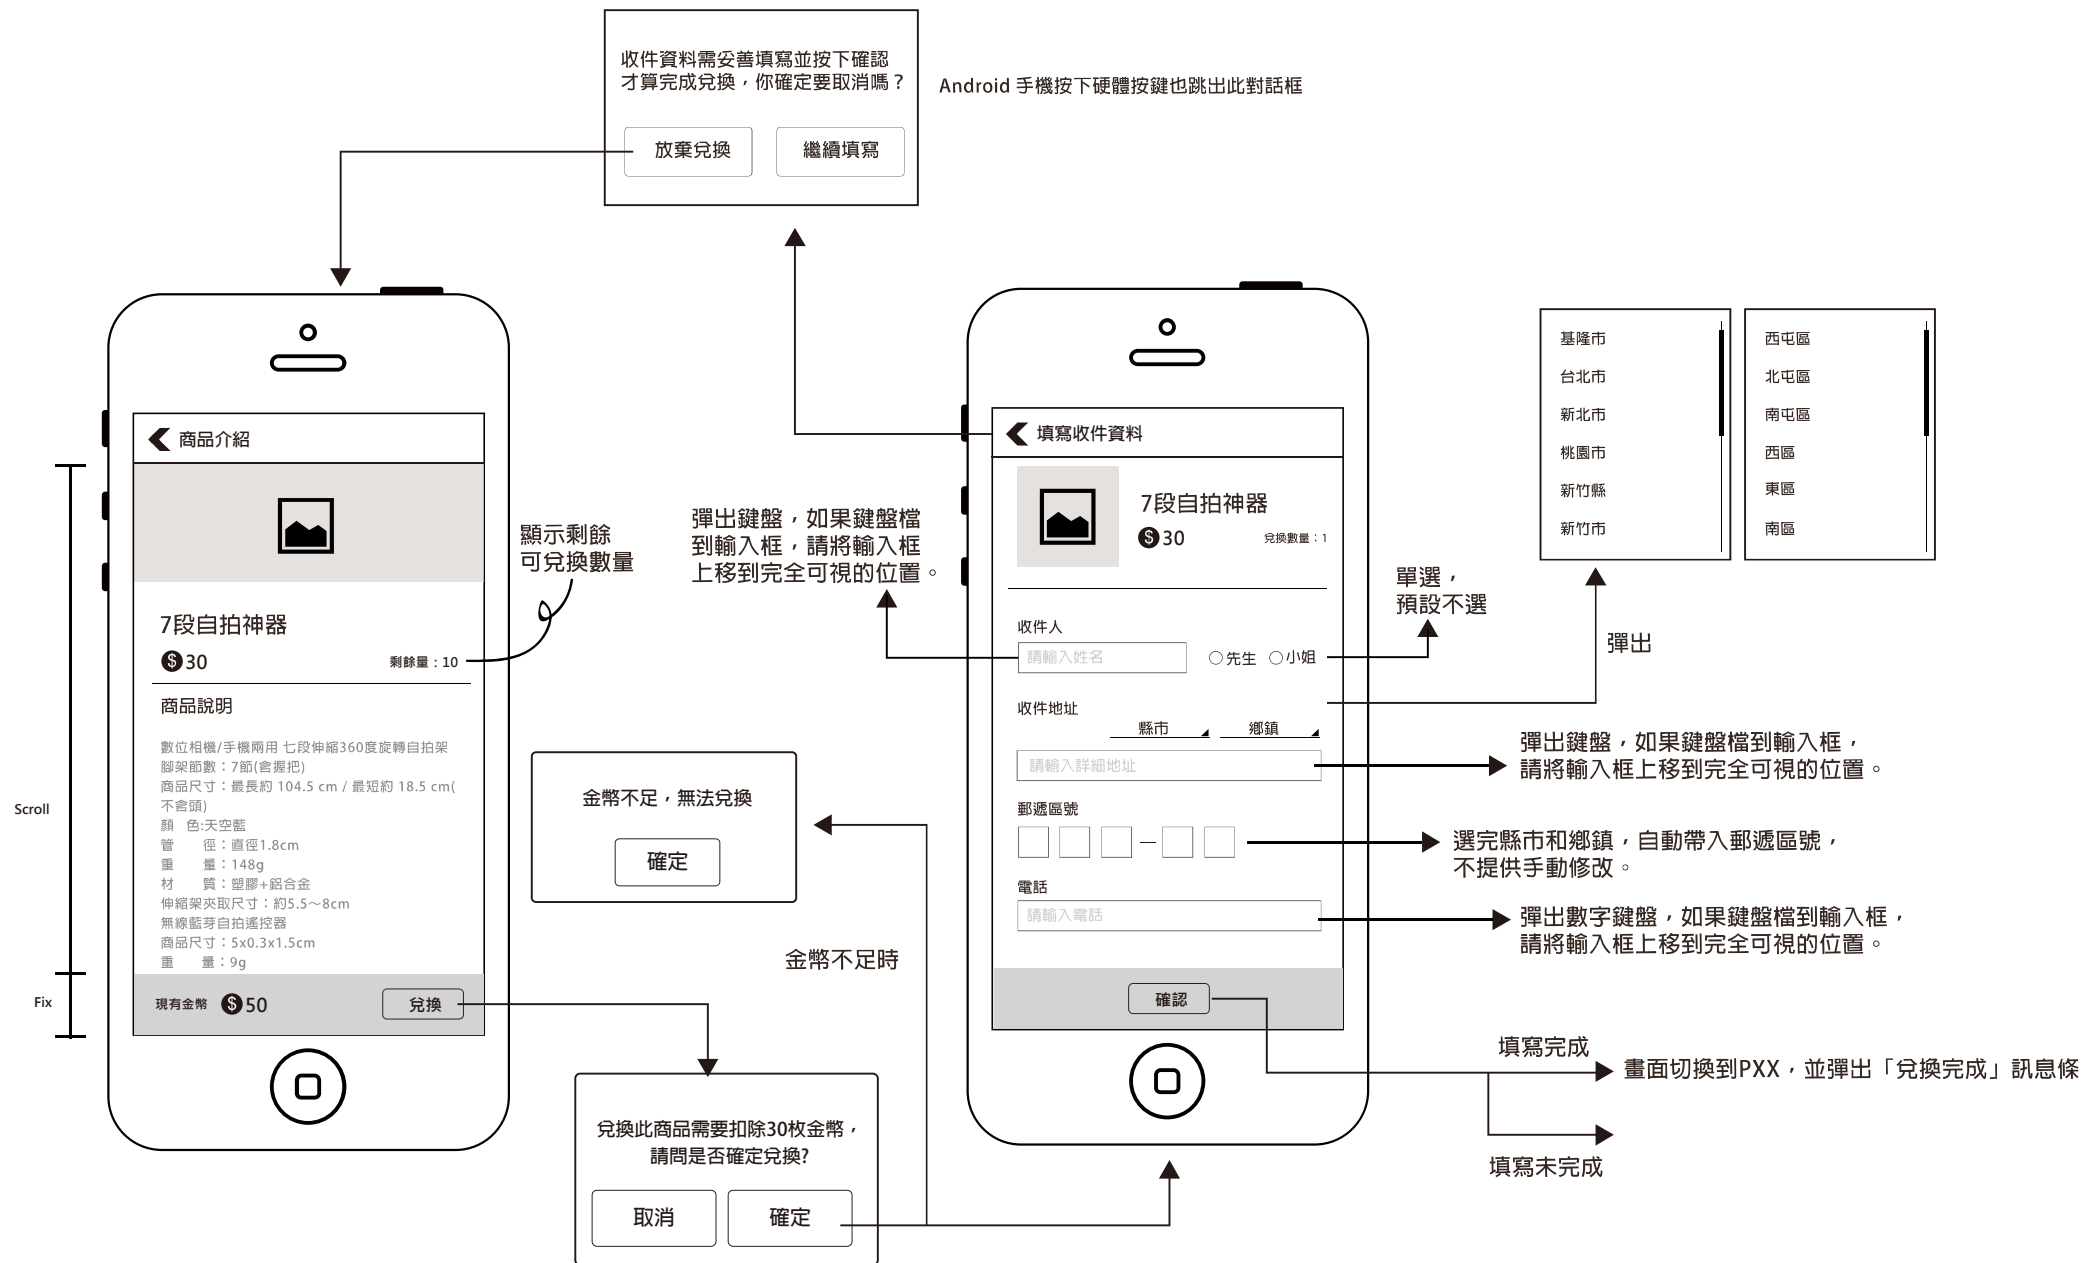 收件資料需妥善填寫並按下確認
才算完成兌換，你確定要取消嗎？
放棄兌換
繼續填寫
Android 手機按下硬體按鍵也跳出此對話框
商品介紹
7段自拍神器
$ 30
剩餘量：10
商品說明
數位相機/手機兩用 七段伸縮360度旋轉自拍架
腳架節數：7節(含握把)
商品尺寸：最長約 104.5 cm / 最短約 18.5 cm(
不含頭)
顏 色:天空藍
管 徑：直徑1.8cm
重 量：148g
材 質：塑膠+鋁合金
伸縮架夾取尺寸：約5.5～8cm
無線藍芽自拍遙控器
商品尺寸：5x0.3x1.5cm
重 量：9g
現有金幣
$ 50
兌換
Scroll
Fix
顯示剩餘
可兌換數量
彈出鍵盤，如果鍵盤檔
到輸入框，請將輸入框
上移到完全可視的位置。
金幣不足，無法兌換
確定
金幣不足時
兌換此商品需要扣除30枚金幣，
請問是否確定兌換?
取消
確定
填寫收件資料
7段自拍神器
$ 30
兌換數量：1
收件人
請輸入姓名
先生
小姐
收件地址
縣市
鄉鎮
請輸入詳細地址
郵遞區號
電話
請輸入電話
確認
單選，
預設不選
基隆市
台北市
新北市
桃園市
新竹縣
新竹市
西屯區
北屯區
南屯區
西區
東區
南區
彈出
彈出鍵盤，如果鍵盤檔到輸入框，
請將輸入框上移到完全可視的位置。
選完縣市和鄉鎮，自動帶入郵遞區號，
不提供手動修改。
彈出數字鍵盤，如果鍵盤檔到輸入框，
請將輸入框上移到完全可視的位置。
填寫完成
畫面切換到PXX，並彈出「兌換完成」訊息條
填寫未完成